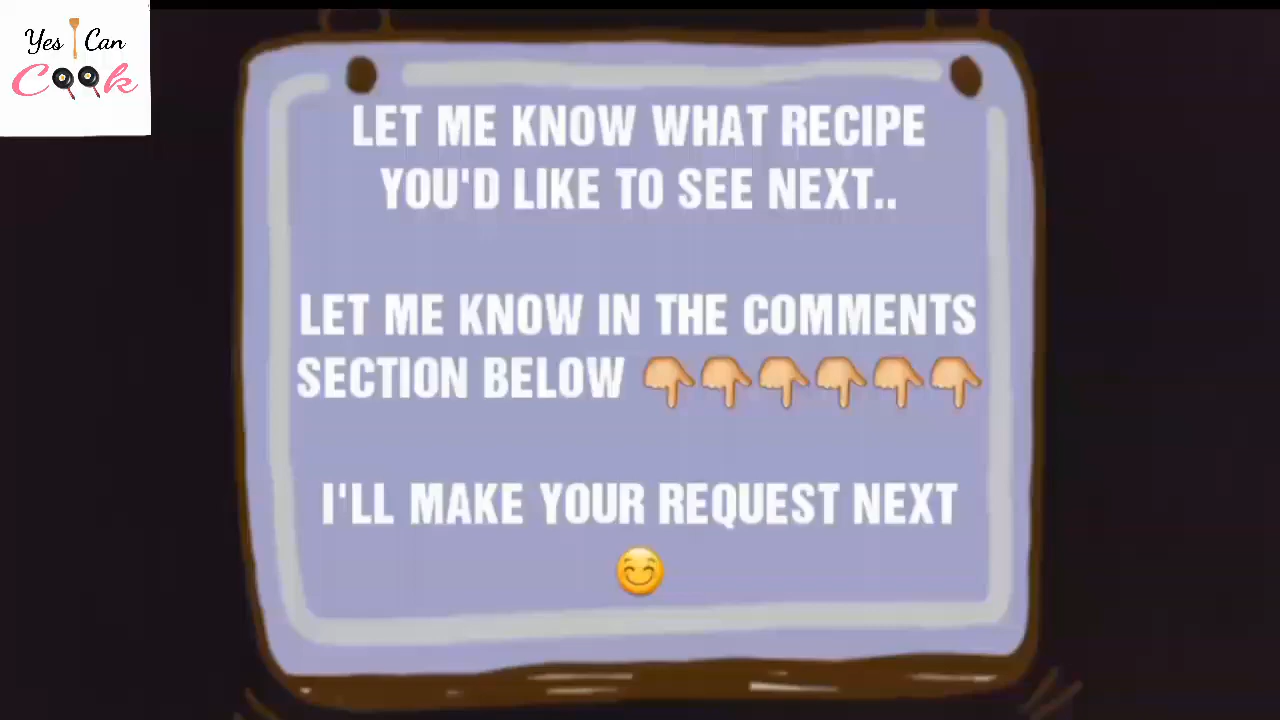 Yes Can
Cook
LET ME KNOW WHAT RECIPE
YOU'D LIKE TO SEE NEXT..
LET ME KNOW IN THE COMMENTS
SECTION BELOW 👇🏼👇🏼👇🏼👇🏼👇🏼👇🏼
I'LL MAKE YOUR REQUEST NEXT
😊